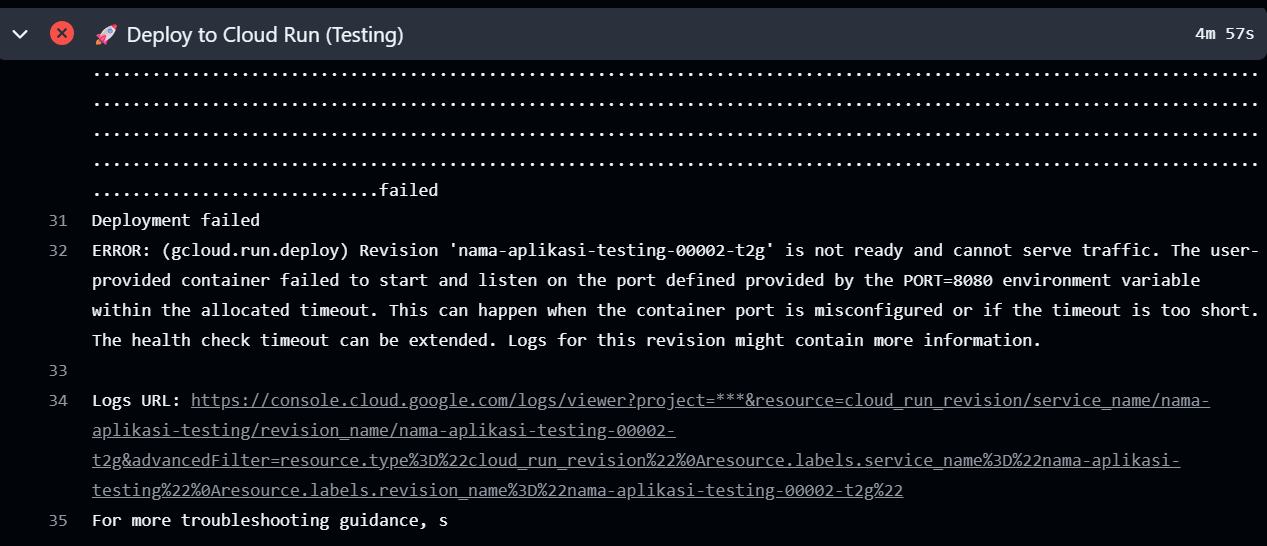 🚀 Deploy to Cloud Run (Testing) 4m 57s
......................................................................................................................
......................................................................................................................
......................................................................................................................
......................................................................................................................
.............................failed
31 Deployment failed
32 ERROR: (gcloud.run.deploy) Revision 'nama-aplikasi-testing-00002-t2g' is not ready and cannot serve traffic. The user-
provided container failed to start and listen on the port defined provided by the PORT=8080 environment variable
within the allocated timeout. This can happen when the container port is misconfigured or if the timeout is too short.
The health check timeout can be extended. Logs for this revision might contain more information.
33
34 Logs URL: https://console.cloud.google.com/logs/viewer?project=***&resource=cloud_run_revision/service_name/nama-
aplikasi-testing/revision_name/nama-aplikasi-testing-00002-
t2g&advancedFilter=resource.type%3D%22cloud_run_revision%22%0Aresource.labels.service_name%3D%22nama-aplikasi-
testing%22%0Aresource.labels.revision_name%3D%22nama-aplikasi-testing-00002-t2g%22
35 For more troubleshooting guidance, s